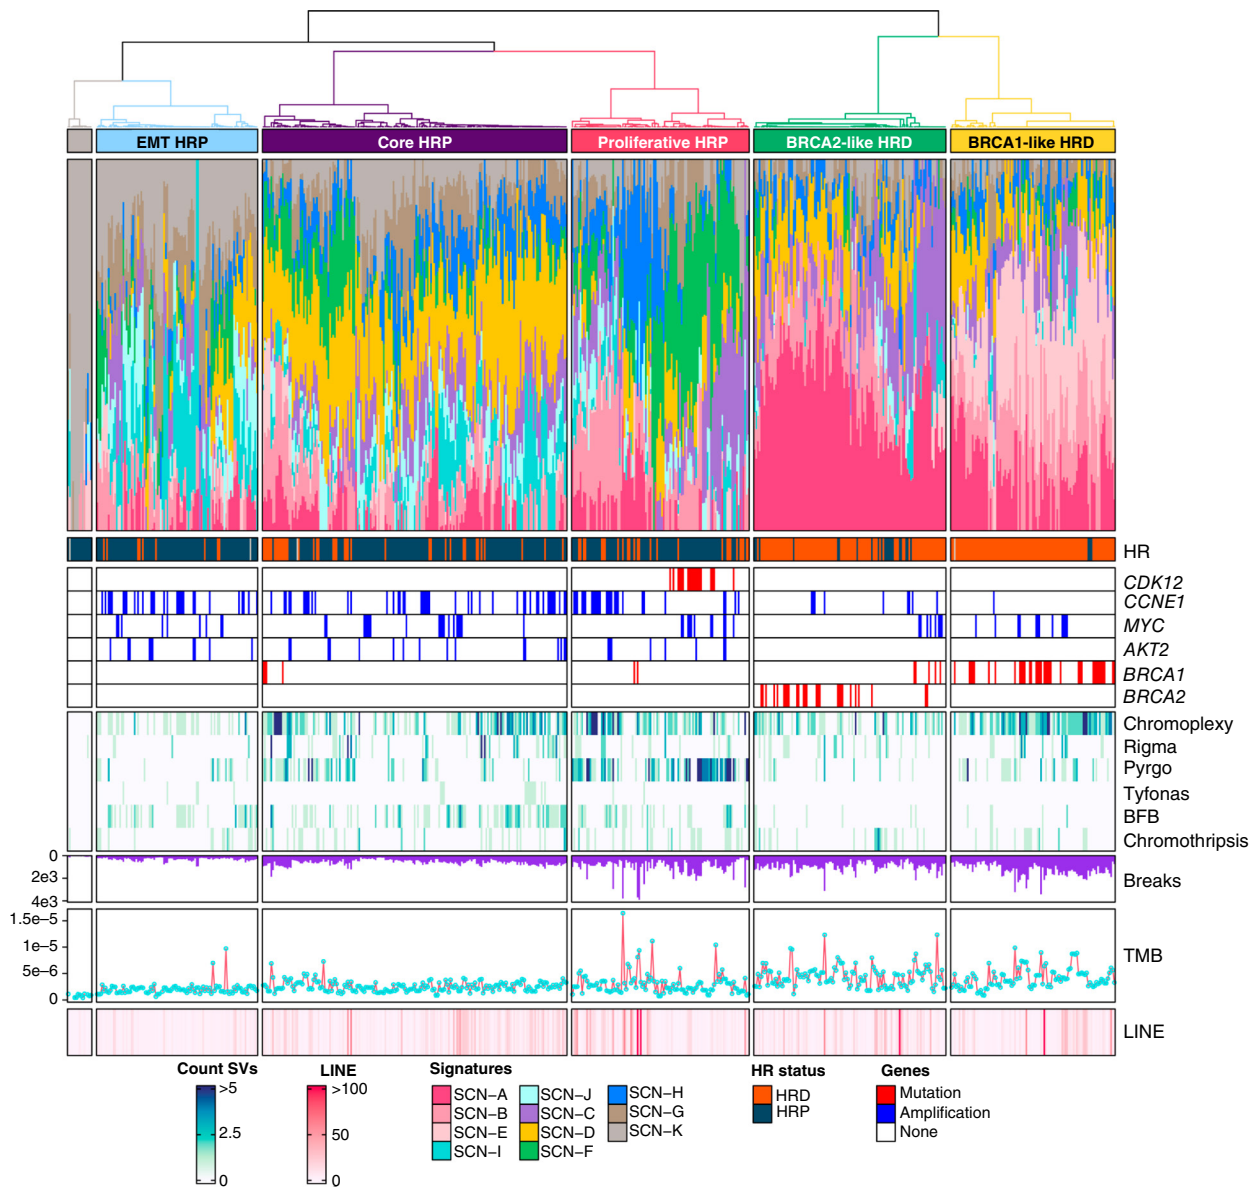 EMT HRP
Core HRP
Proliferative HRP
BRCA2-like HRD
BRCA1-like HRD
HR
CDK12
CCNE1
MYC
AKT2
BRCA1
BRCA2
Chromoplexy
Rigma
Pyrgo
Tyfonas
BFB
Chromothripsis
0
2e3
4e3
Breaks
1.5e−5
1e−5
5e−6
0
TMB
LINE
Count SVs
>5
2.5
0
LINE
>100
50
0
Signatures
SCN−A
SCN−B
SCN−E
SCN−I
SCN−J
SCN−C
SCN−D
SCN−F
SCN−H
SCN−G
SCN−K
HR status
HRD
HRP
Genes
Mutation
Amplification
None